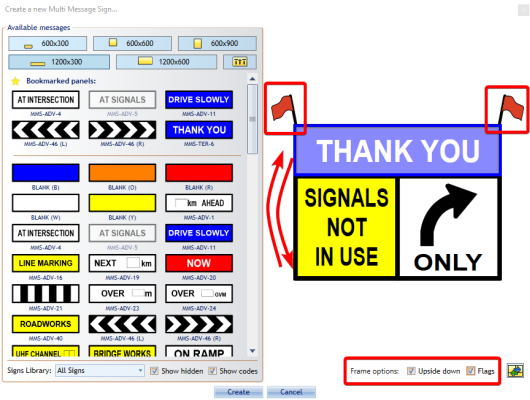 Create a new Multi Message Sign...
Available messages
600x300
600x600
600x900
1200x300
1200x600
Bookmarked panels:
AT INTERSECTION
AT SIGNALS
DRIVE SLOWLY
MMS-ADV-4
MMS-ADV-5
MMS-ADV-11
THANK YOU
MMS-ADV-46 (L)
MMS-ADV-46 (R)
MMS-TER-6
BLANK (B)
BLANK (O)
BLANK (R)
km AHEAD
BLANK (W)
BLANK (Y)
MMS-ADV-1
AT INTERSECTION
AT SIGNALS
DRIVE SLOWLY
MMS-ADV-4
MMS-ADV-5
MMS-ADV-11
LINE MARKING
NEXT km
NOW
MMS-ADV-16
MMS-ADV-19
MMS-ADV-20
OVER m
OVER GVM
MMS-ADV-21
MMS-ADV-23
MMS-ADV-24
ROADWORKS
MMS-ADV-40
MMS-ADV-46 (L)
MMS-ADV-46 (R)
UHF CHANNEL
BRIDGE WORKS
ON RAMP
Signs Library: All Signs
Show hidden
Show codes
Create
Cancel
THANK YOU
SIGNALS
NOT
IN USE
ONLY
Frame options:
Upside down
Flags